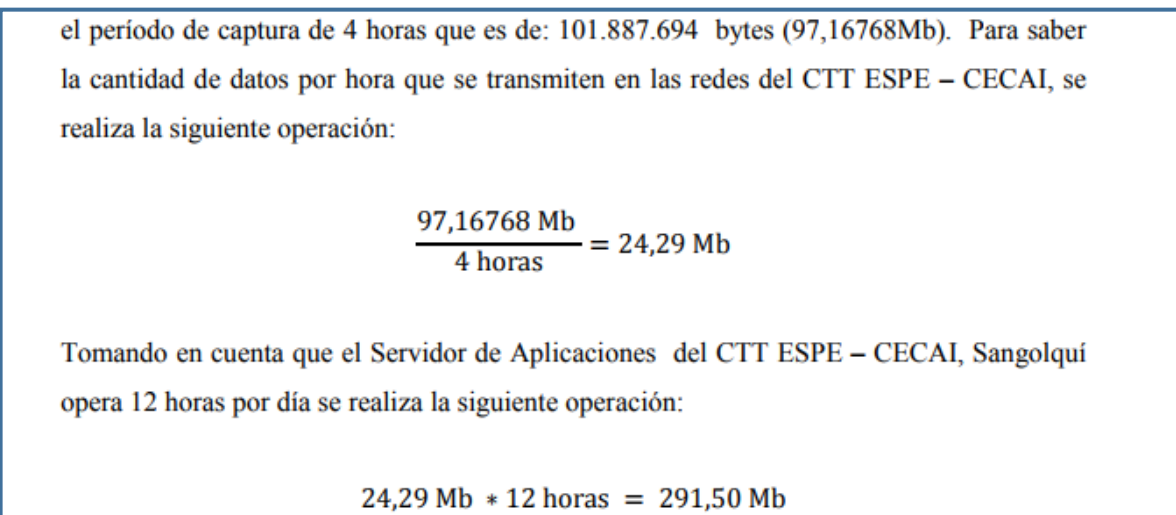 el período de captura de 4 horas que es de: 101.887.694 bytes (97,16768Mb). Para saber
la cantidad de datos por hora que se transmiten en las redes del CTT ESPE – CECAI, se
realiza la siguiente operación:
97,16768 Mb
4 horas
= 24,29 Mb
Tomando en cuenta que el Servidor de Aplicaciones del CTT ESPE – CECAI, Sangolquí
opera 12 horas por día se realiza la siguiente operación:
24,29 Mb ∗ 12 horas = 291,50 Mb